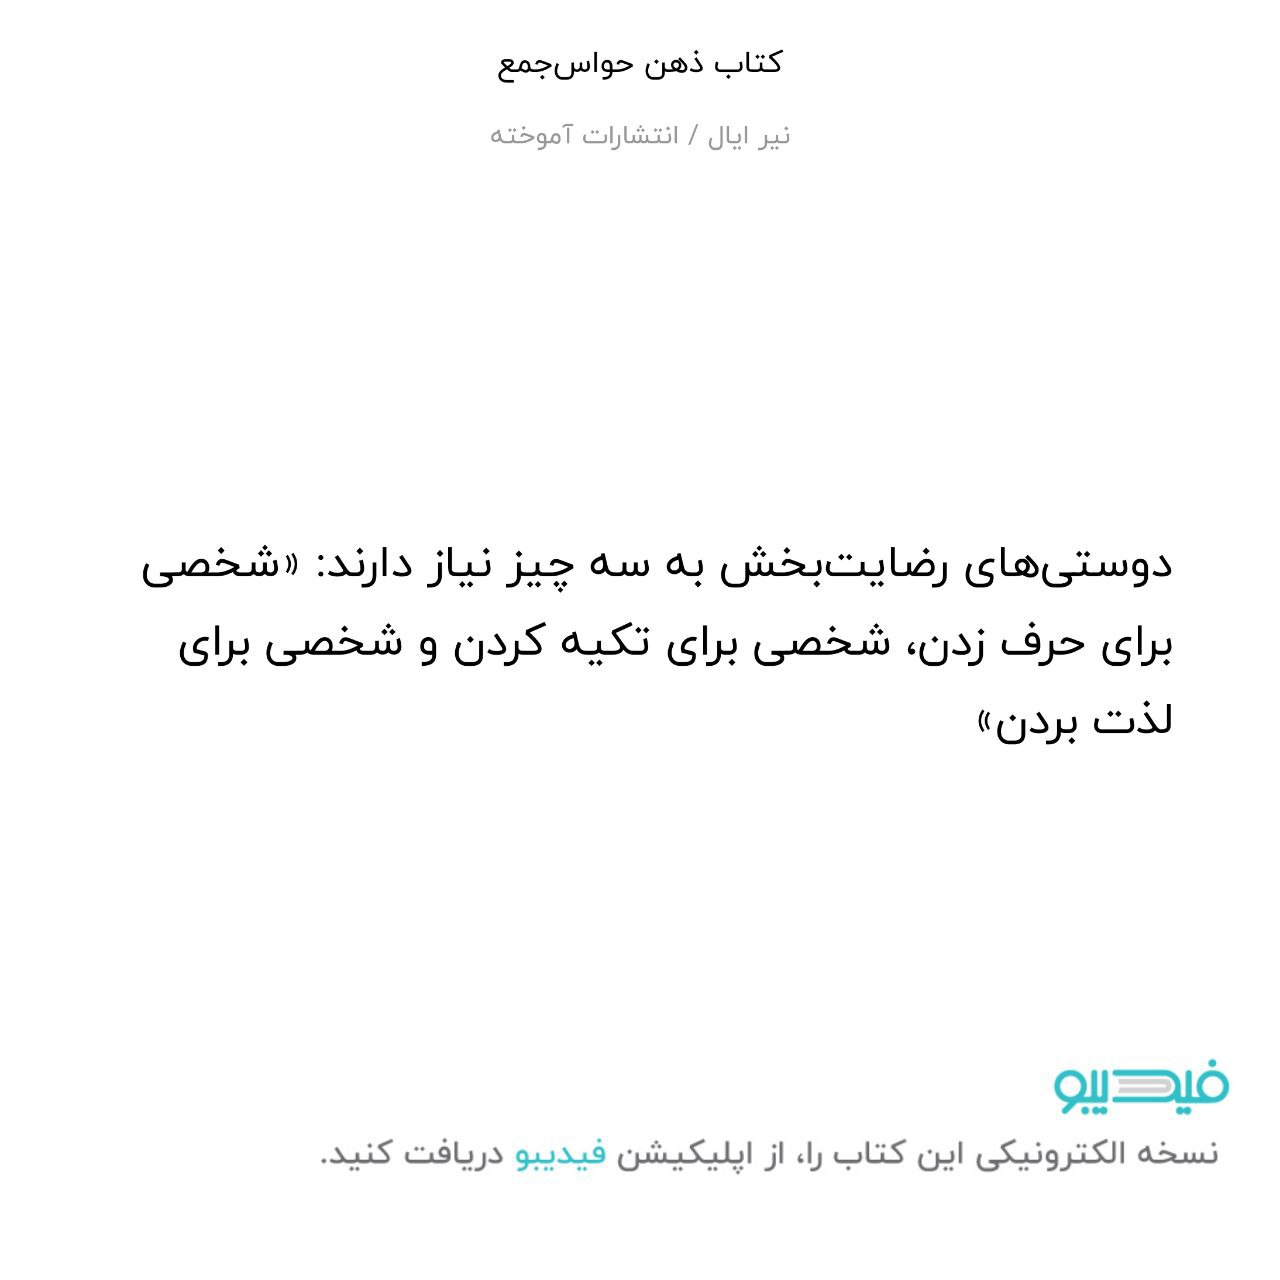 کتاب ذهن حواس‌جمع
نیر ایال / انتشارات آموخته
دوستی‌های رضایت‌بخش به سه چیز نیاز دارند: «شخصی
برای حرف زدن، شخصی برای تکیه کردن و شخصی برای
لذت بردن»
فیدیبو
نسخه الکترونیکی این کتاب را، از اپلیکیشن فیدیبو دریافت کنید.